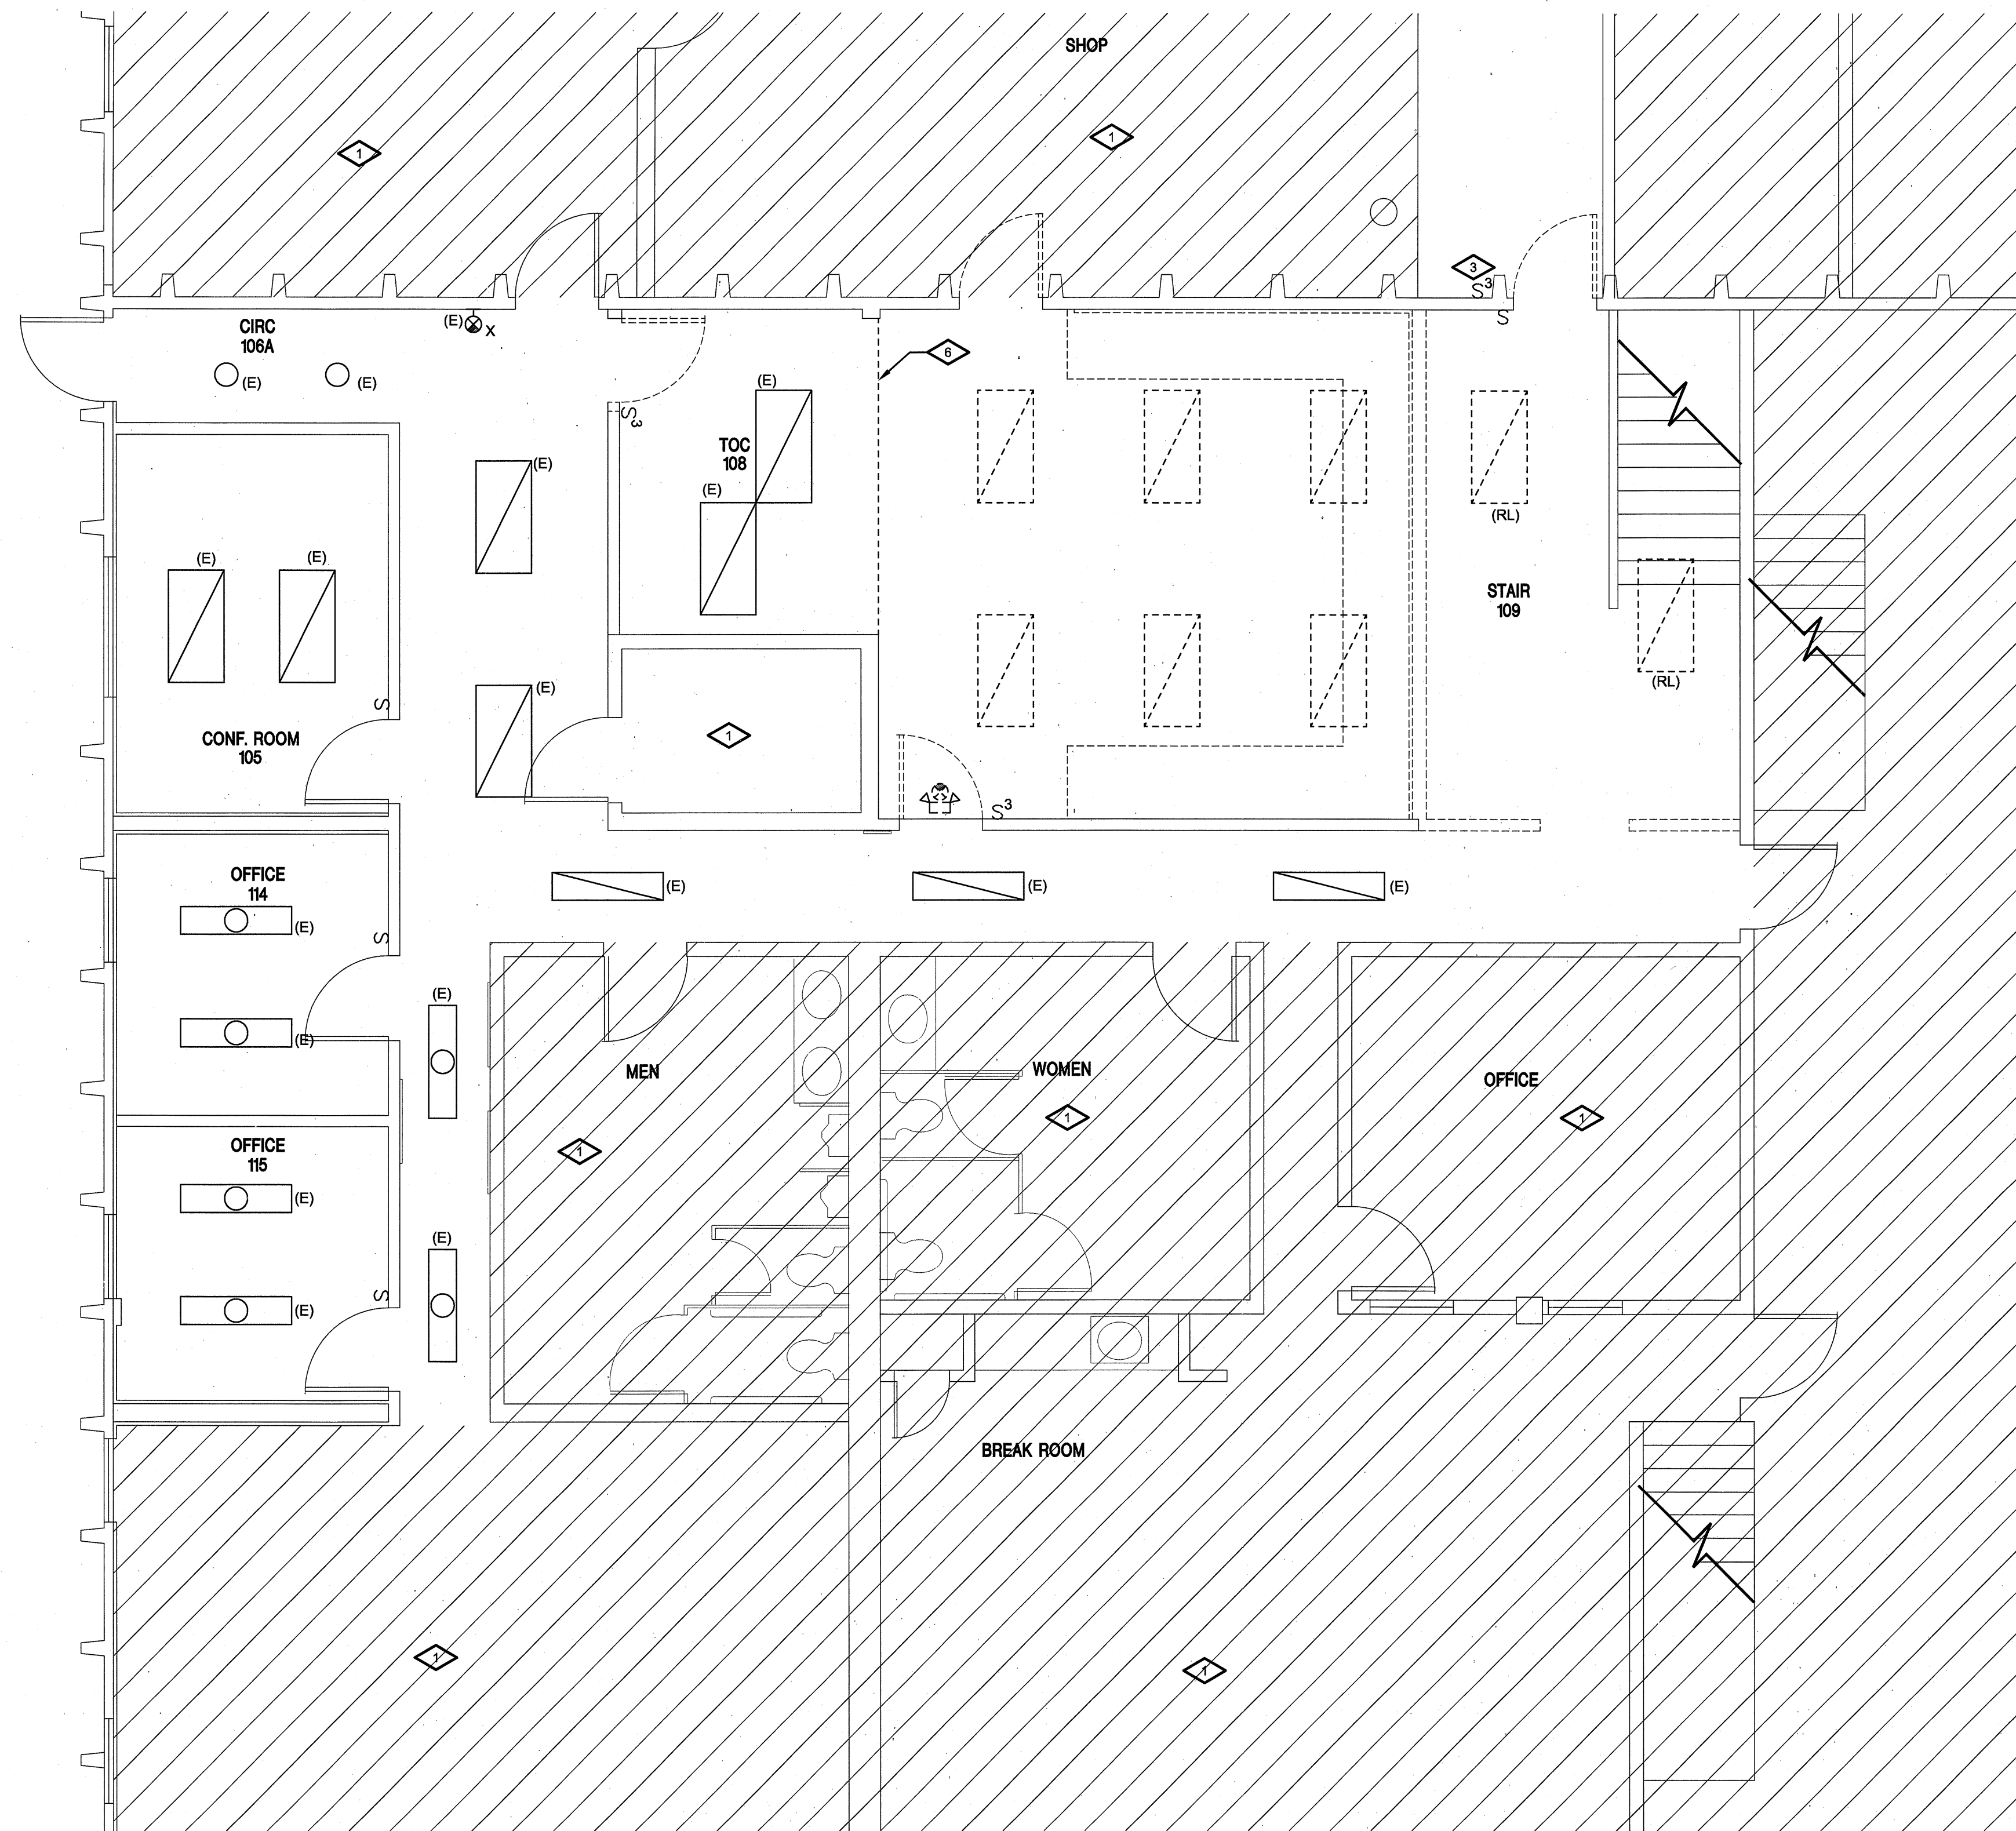 SHOP
1
1
3
S3
S
(E)
X
CIRC
106A
(E)
(E)
6
S3
(E)
TOC
108
(E)
(E)
(RL)
(E)
(E)
STAIR
109
(RL)
(E)
S
CONF. ROOM
105
1
S3
OFFICE
114
(E)
(E)
(E)
(E)
S
(E)
(E)
MEN
WOMEN
OFFICE
1
1
1
OFFICE
115
(E)
(E)
S
(E)
BREAK ROOM
1
1